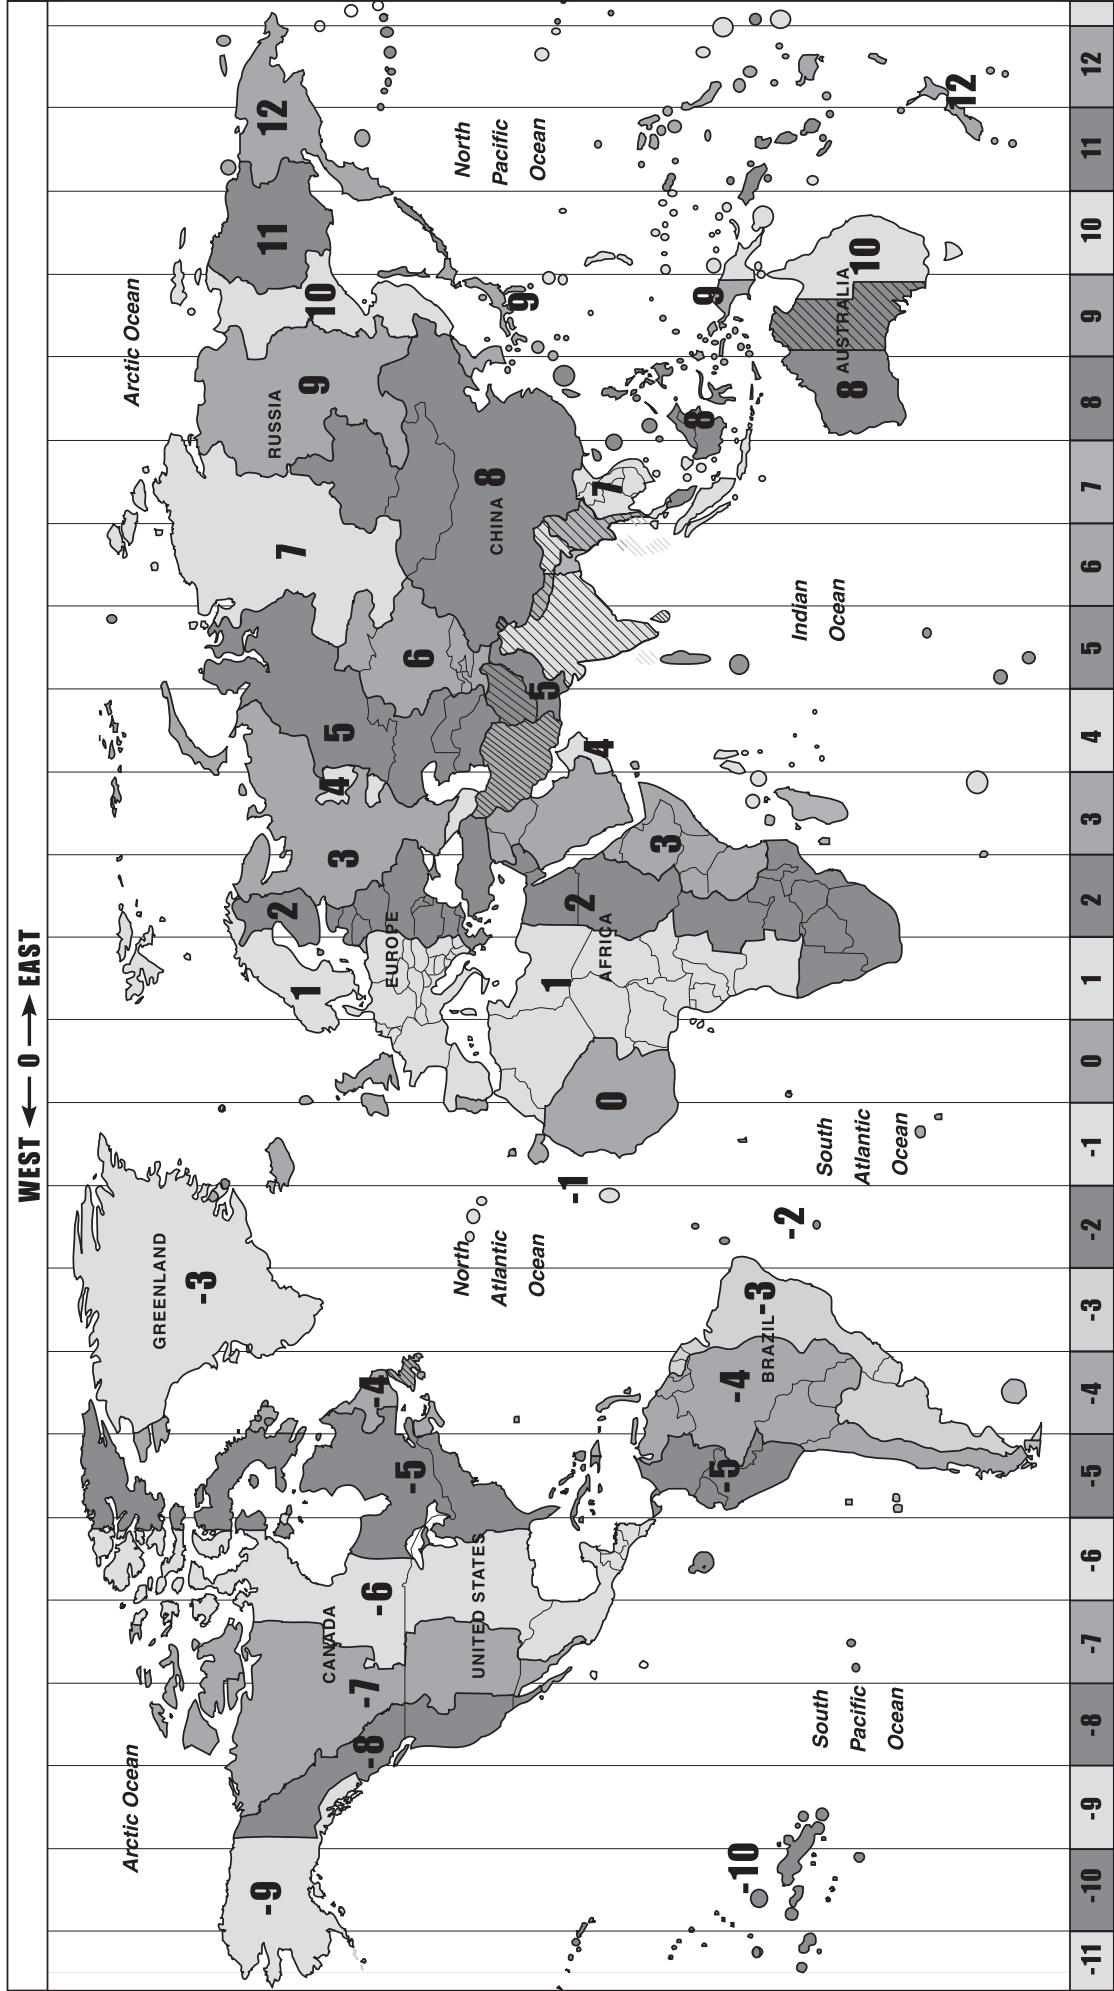 WEST ← 0 → EAST
Arctic Ocean
Arctic Ocean
GREENLAND
-3
12
11
10
RUSSIA
9
7
5
4
3
2
1
-9
CANADA
-8
-7
-6
-5
-4
UNITED STATES
EUROPE
6
CHINA
8
9
North
Pacific
Ocean
North
Atlantic
Ocean
-1
0
1
AFRICA
2
3
4
5
7
8
9
-10
-5
-4
BRAZIL
-3
-2
South
Pacific
Ocean
South
Atlantic
Ocean
Indian
Ocean
8
AUSTRALIA
10
12
-11 -10 -9 -8 -7 -6 -5 -4 -3 -2 -1 0 1 2 3 4 5 6 7 8 9 10 11 12